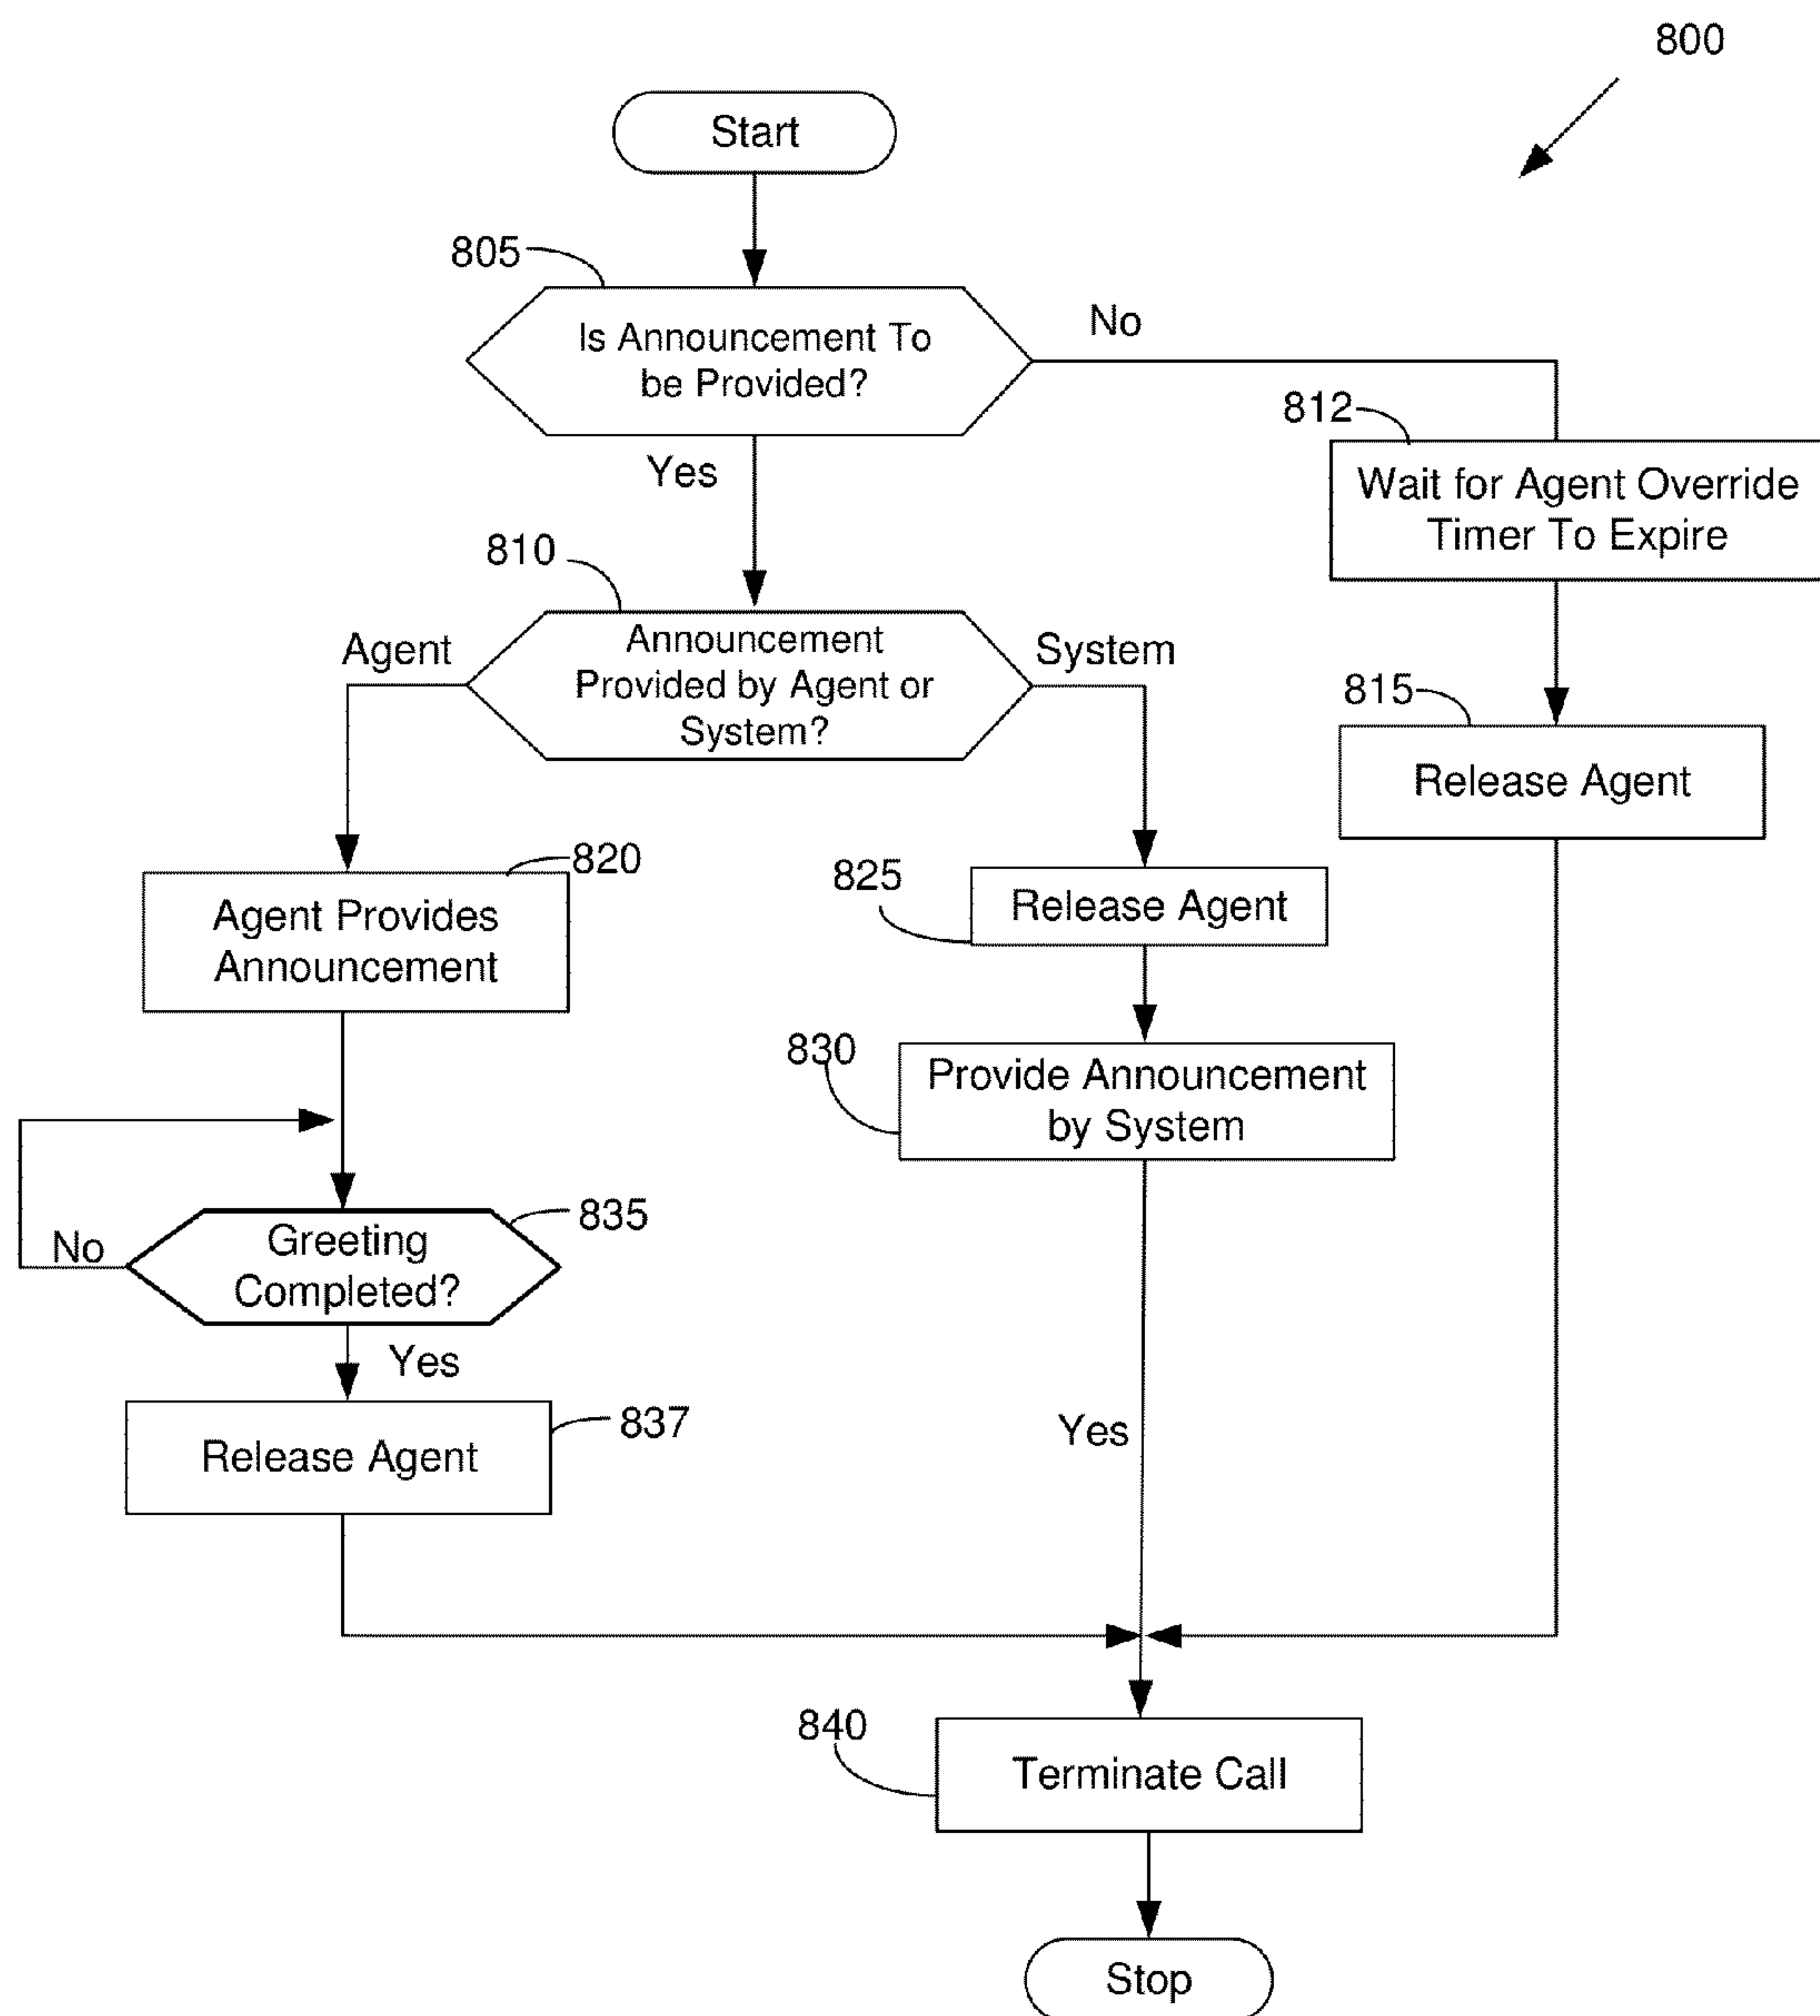 800
Start
805
Is Announcement To
be Provided?
No
812
Wait for Agent Override
Timer To Expire
Yes
810
Announcement
Provided by Agent or
System?
Agent
System
815
Release Agent
820
Agent Provides
Announcement
825
Release Agent
830
Provide Announcement
by System
835
Greeting
Completed?
No
Yes
837
Release Agent
Yes
840
Terminate Call
Stop